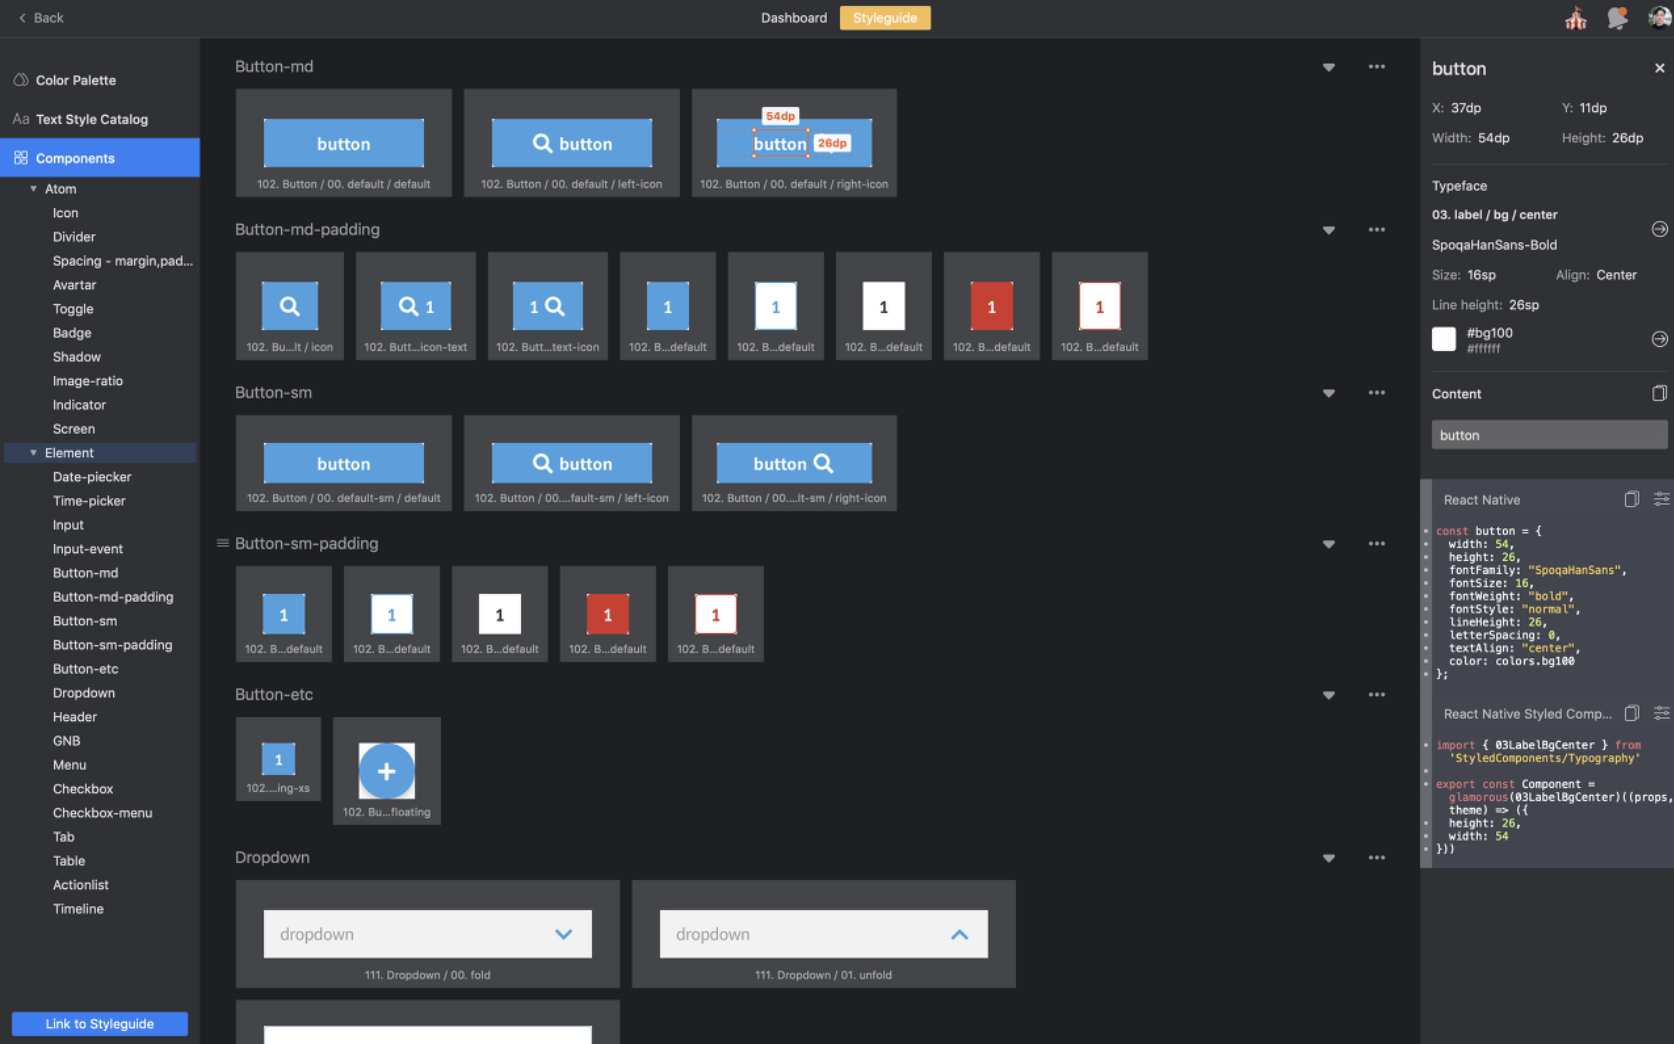 Back
Dashboard
Styleguide
Color Palette
Aa Text Style Catalog
Components
Atom
Icon
Divider
Spacing - margin,pad...
Avartar
Toggle
Badge
Shadow
Image-ratio
Indicator
Screen
Element
Date-piecker
Time-picker
Input
Input-event
Button-md
Button-md-padding
Button-sm
Button-sm-padding
Button-etc
Dropdown
Header
GNB
Menu
Checkbox
Checkbox-menu
Tab
Table
Actionlist
Timeline
Link to Styleguide
Button-md
button
102. Button / 00. default / default
button
102. Button / 00. default / left-icon
54dp
button
26dp
102. Button / 00. default / right-icon
Button-md-padding
102. Bu...lt / icon
1
102. Butt...icon-text
1
102. Butt...text-icon
1
102. B...default
1
102. B...default
1
102. B...default
1
102. B...default
1
102. B...default
Button-sm
button
102. Button / 00. default-sm / default
button
102. Button / 00....fault-sm / left-icon
button
102. Button / 00....lt-sm / right-icon
Button-sm-padding
1
102. B...default
1
102. B...default
1
102. B...default
1
102. B...default
1
102. B...default
Button-etc
1
102....ing-xs
102. Bu...floating
Dropdown
dropdown
111. Dropdown / 00. fold
dropdown
111. Dropdown / 01. unfold
button
X: 37dp
Y: 11dp
Width: 54dp
Height: 26dp
Typeface
03. label / bg / center
SpoqaHanSans-Bold
Size: 16sp
Align: Center
Line height: 26sp
#bg100
#ffffff
Content
button
React Native
const button = {
width: 54,
height: 26,
fontFamily: "SpoqaHanSans",
fontSize: 16,
fontWeight: "bold",
fontStyle: "normal",
lineHeight: 26,
letterSpacing: 0,
textAlign: "center",
color: colors.bg100
};
React Native Styled Comp...
import { 03LabelBgCenter } from
'StyledComponents/Typography'
export const Component =
glamorous(03LabelBgCenter)((props,
theme) => ({
height: 26,
width: 54
}))